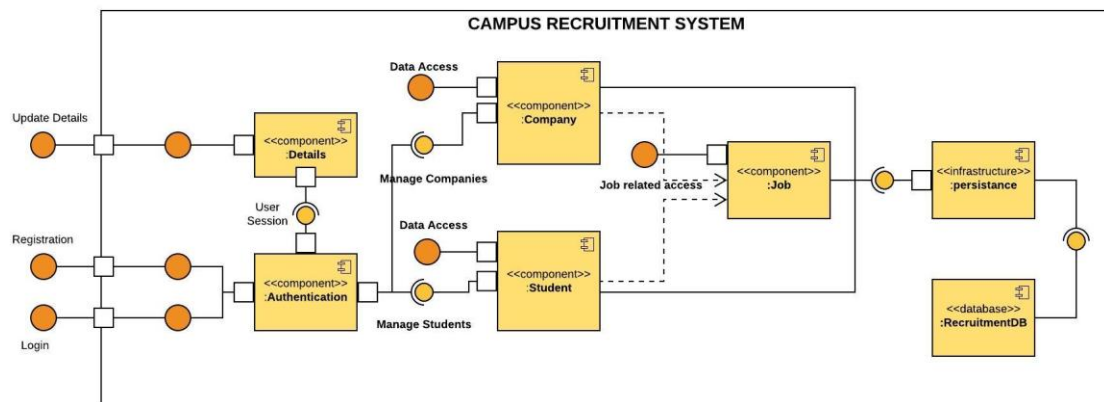 CAMPUS RECRUITMENT SYSTEM
Data Access
<<component>>
:Company
Update Details
<<component>>
:Details
Manage Companies
Job related access
<<component>>
:Job
<<infrastructure>>
:persistance
User
Session
Data Access
Registration
<<component>>
:Authentication
<<component>>
:Student
Manage Students
Login
<<database>>
:RecruitmentDB